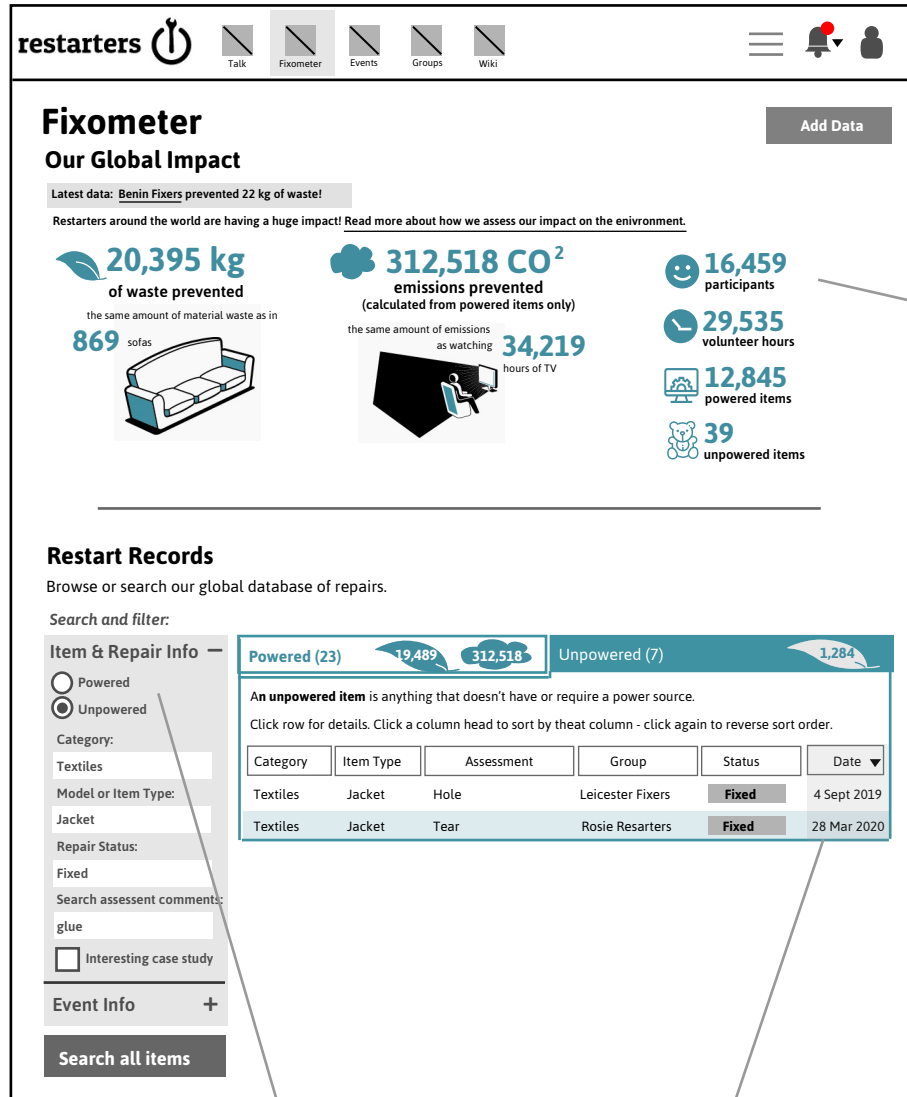 restarters
Talk
Fixometer
Events
Groups
Wiki
Fixometer
Add Data
Our Global Impact
Latest data: Benin Fixers prevented 22 kg of waste!
Restarters around the world are having a huge impact! Read more about how we assess our impact on the enivronment.
20,395 kg
of waste prevented
the same amount of material waste as in
869 sofas
312,518 CO²
emissions prevented
(calculated from powered items only)
the same amount of emissions
as watching 34,219
hours of TV
16,459
participants
29,535
volunteer hours
12,845
powered items
39
unpowered items
Restart Records
Browse or search our global database of repairs.
Search and filter:
Item & Repair Info −
Powered
Unpowered
Category:
Textiles
Model or Item Type:
Jacket
Repair Status:
Fixed
Search assessent comments:
glue
Interesting case study
Event Info +
Search all items
Powered (23) 19,489 312,518 Unpowered (7) 1,284
An unpowered item is anything that doesn't have or require a power source.
Click row for details. Click a column head to sort by theat column - click again to reverse sort order.
Category Item Type Assessment Group Status Date ▼
Textiles Jacket Hole Leicester Fixers Fixed 4 Sept 2019
Textiles Jacket Tear Rosie Resarters Fixed 28 Mar 2020